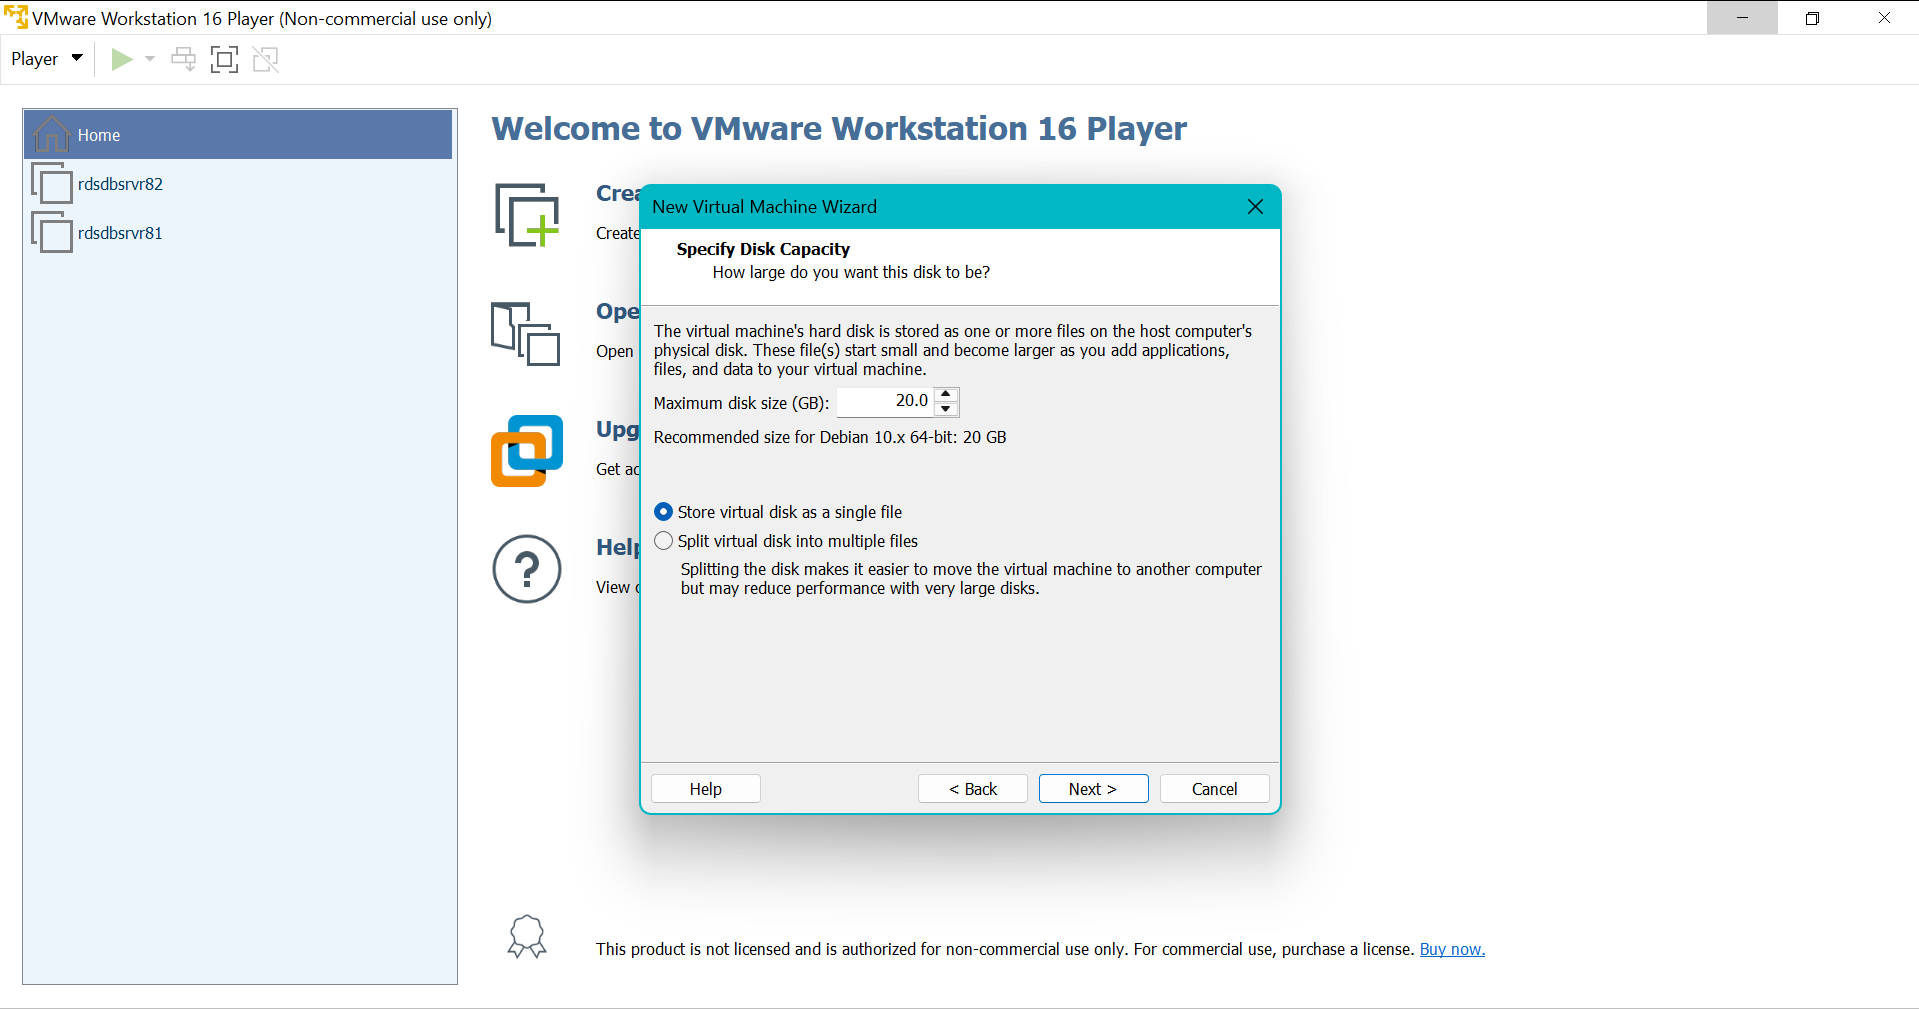 VMware Workstation 16 Player (Non-commercial use only)
Player
Home
rdsdbsrvr82
rdsdbsrvr81
Welcome to VMware Workstation 16 Player
Crea
Create
Ope
Open
Upg
Get ac
Help
View
New Virtual Machine Wizard
Specify Disk Capacity
How large do you want this disk to be?
The virtual machine's hard disk is stored as one or more files on the host computer's
physical disk. These file(s) start small and become larger as you add applications,
files, and data to your virtual machine.
Maximum disk size (GB): 20.0
Recommended size for Debian 10.x 64-bit: 20 GB
Store virtual disk as a single file
Split virtual disk into multiple files
Splitting the disk makes it easier to move the virtual machine to another computer
but may reduce performance with very large disks.
Help < Back Next > Cancel
This product is not licensed and is authorized for non-commercial use only. For commercial use, purchase a license. Buy now.